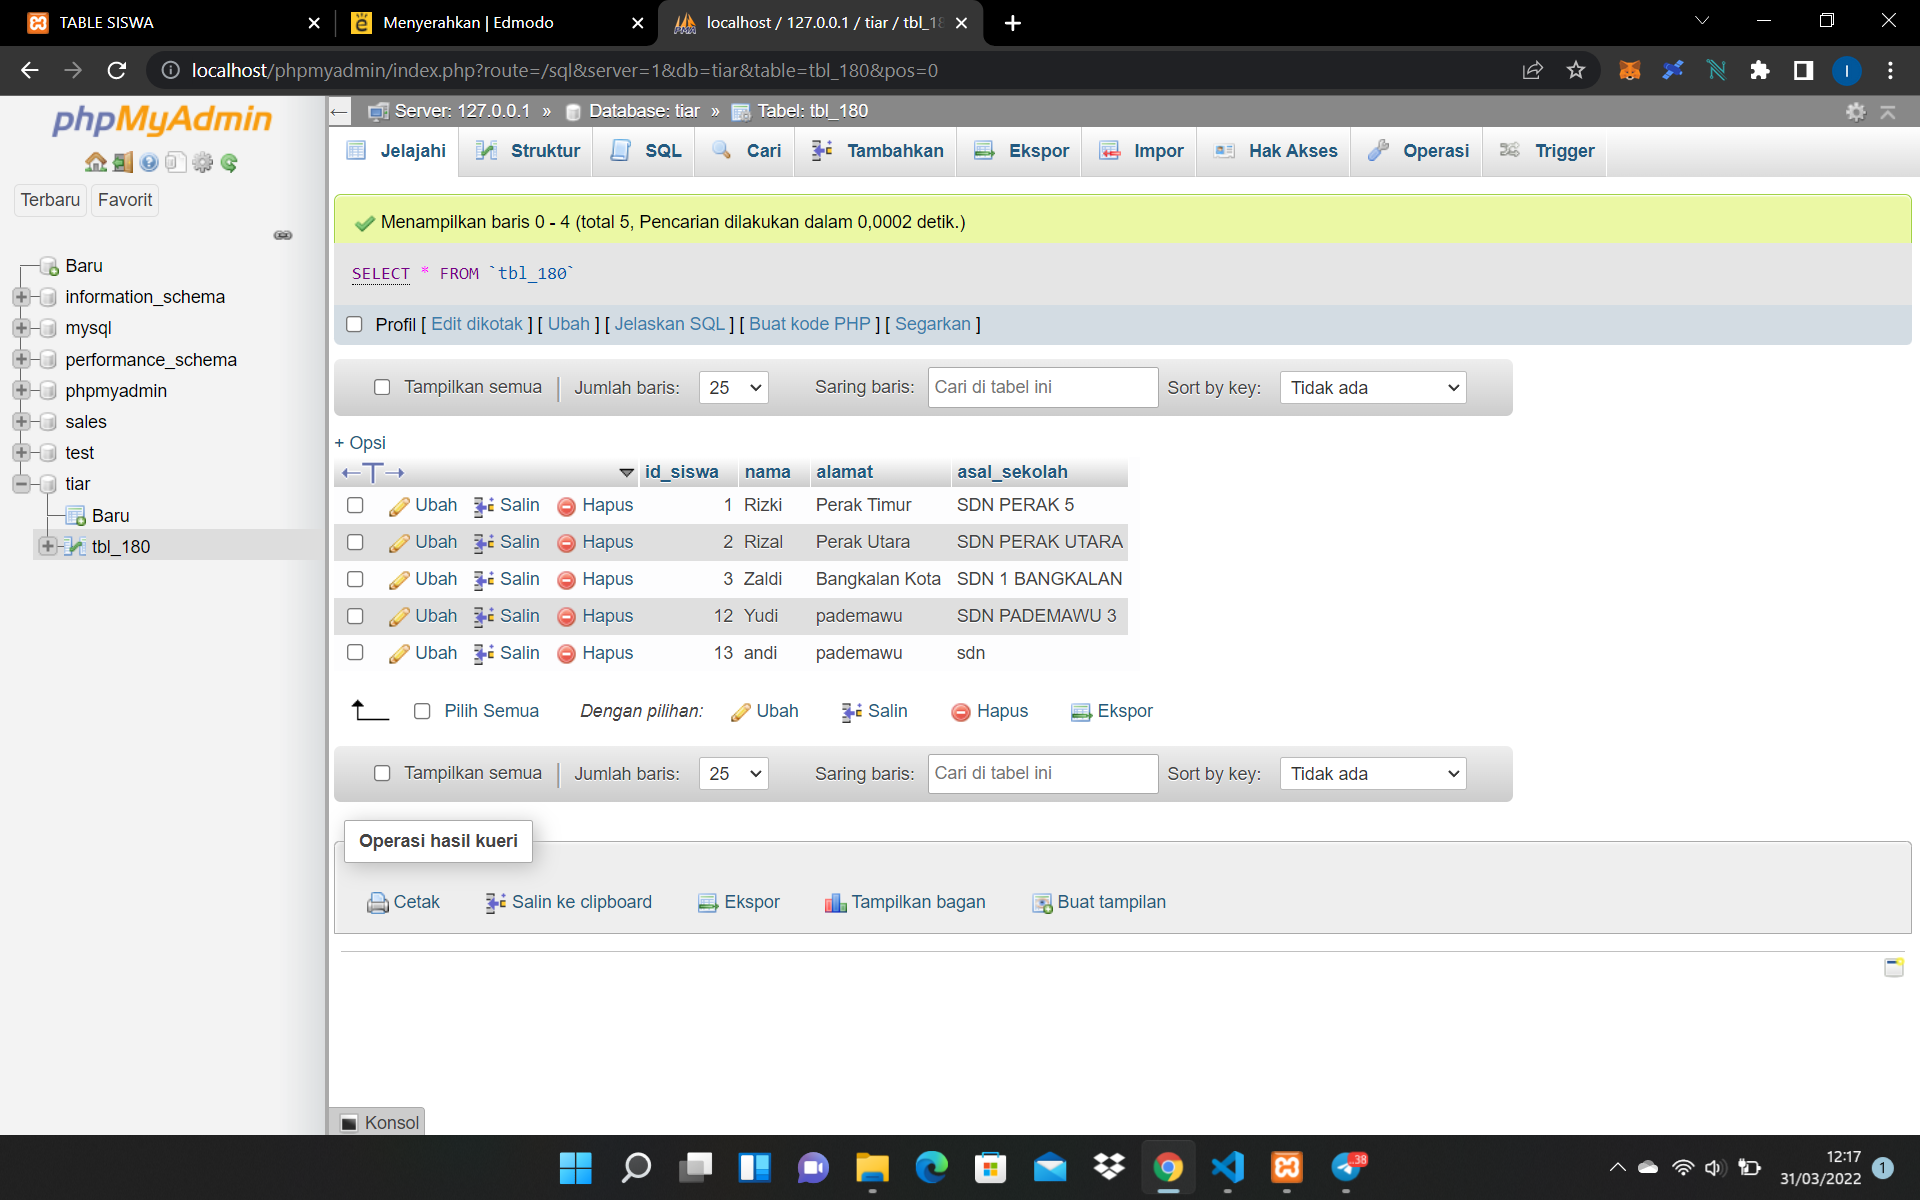 TABLE SISWA
Menyerahkan | Edmodo
localhost / 127.0.0.1 / tiar / tbl_18
localhost/phpmyadmin/index.php?route=/sql&server=1&db=tiar&table=tbl_180&pos=0
I
phpMyAdmin
Terbaru Favorit
Baru
information_schema
mysql
performance_schema
phpmyadmin
sales
test
tiar
Baru
tbl_180
Server: 127.0.0.1 » Database: tiar » Tabel: tbl_180
Jelajahi Struktur SQL Cari Tambahkan Ekspor Impor Hak Akses Operasi Trigger
Menampilkan baris 0 - 4 (total 5, Pencarian dilakukan dalam 0,0002 detik.)
SELECT * FROM `tbl_180`
Profil [ Edit dikotak ] [ Ubah ] [ Jelaskan SQL ] [ Buat kode PHP ] [ Segarkan ]
Tampilkan semua Jumlah baris: 25 Saring baris: Cari di tabel ini Sort by key: Tidak ada
+ Opsi
←T→ id_siswa nama alamat asal_sekolah
Ubah Salin Hapus 1 Rizki Perak Timur SDN PERAK 5
Ubah Salin Hapus 2 Rizal Perak Utara SDN PERAK UTARA
Ubah Salin Hapus 3 Zaldi Bangkalan Kota SDN 1 BANGKALAN
Ubah Salin Hapus 12 Yudi pademawu SDN PADEMAWU 3
Ubah Salin Hapus 13 andi pademawu sdn
Pilih Semua Dengan pilihan: Ubah Salin Hapus Ekspor
Tampilkan semua Jumlah baris: 25 Saring baris: Cari di tabel ini Sort by key: Tidak ada
Operasi hasil kueri
Cetak Salin ke clipboard Ekspor Tampilkan bagan Buat tampilan
Konsol
38
12:17
31/03/2022
1